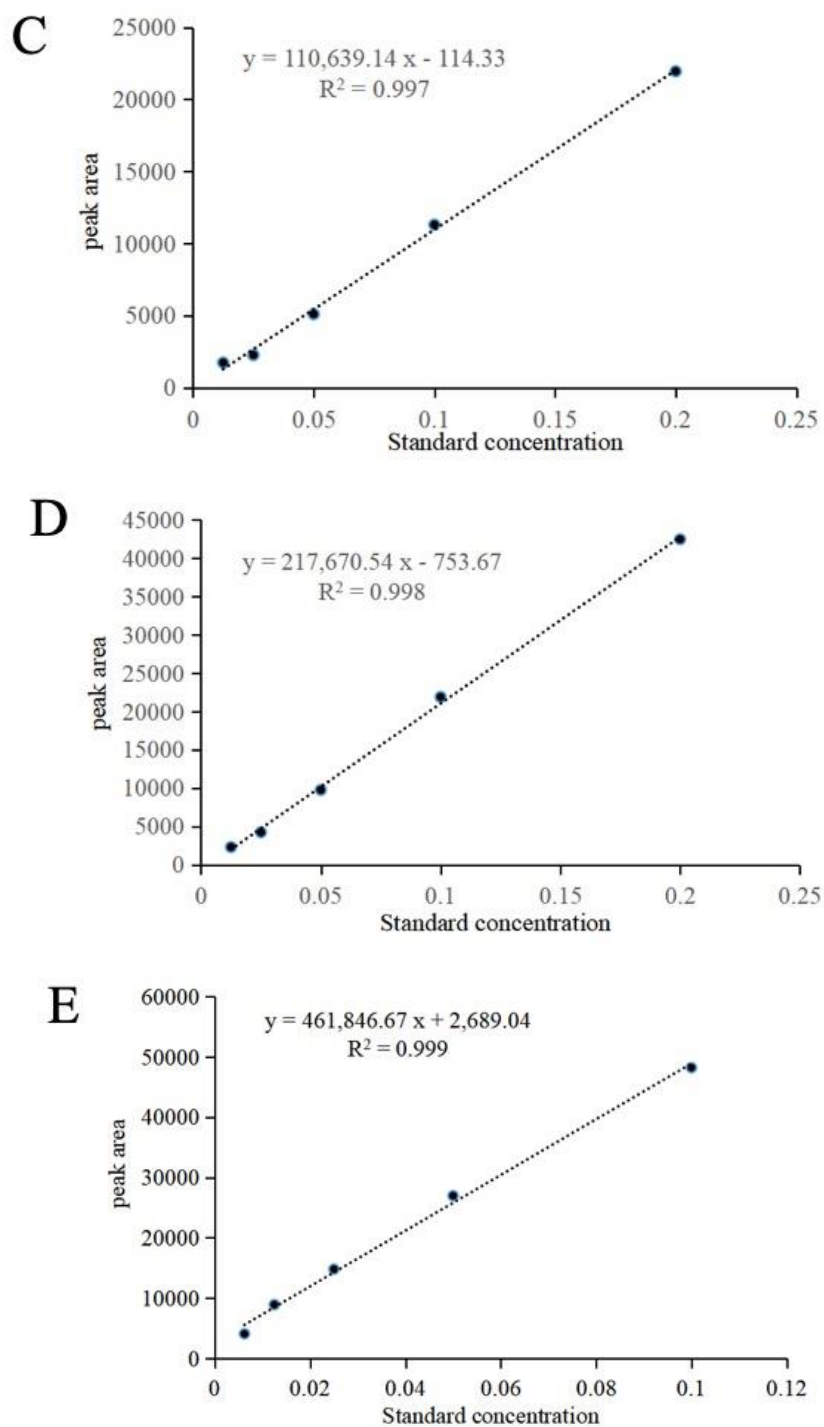 C
25000
y = 110,639.14 x - 114.33
R² = 0.997
20000
15000
peak area
10000
5000
0
0 0.05 0.1 0.15 0.2 0.25
Standard concentration
D
45000
y = 217,670.54 x - 753.67
R² = 0.998
40000
35000
30000
25000
peak area
20000
15000
10000
5000
0
0 0.05 0.1 0.15 0.2 0.25
Standard concentration
E
60000
y = 461,846.67 x + 2,689.04
R² = 0.999
50000
40000
30000
peak area
20000
10000
0
0 0.02 0.04 0.06 0.08 0.1 0.12
Standard concentration